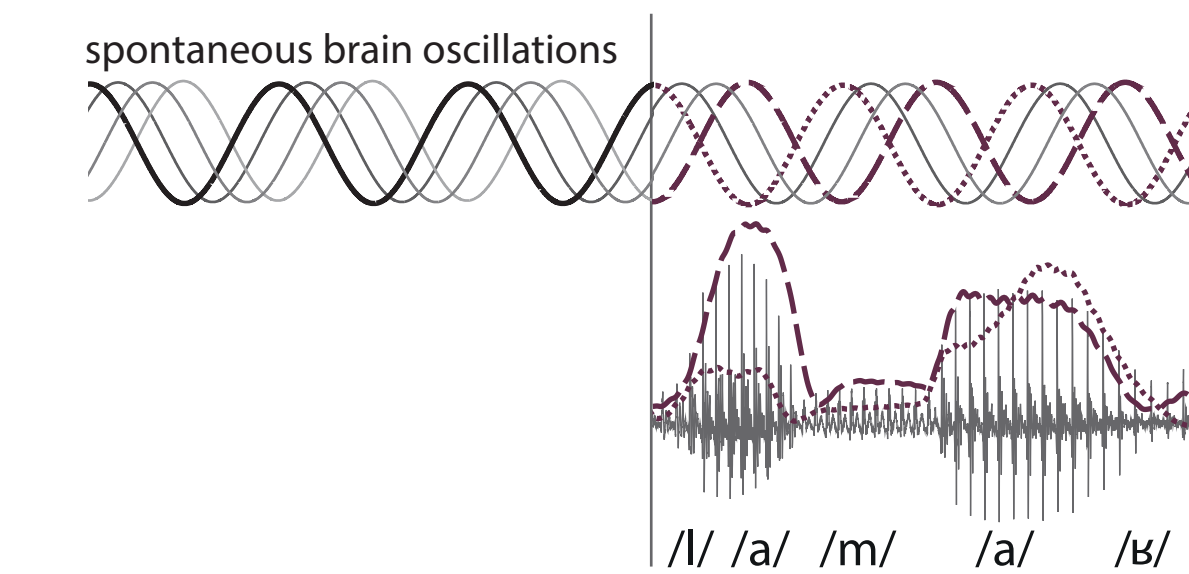 spontaneous brain oscillations
/l/ /a/ /m/ /a/ /ʁ/